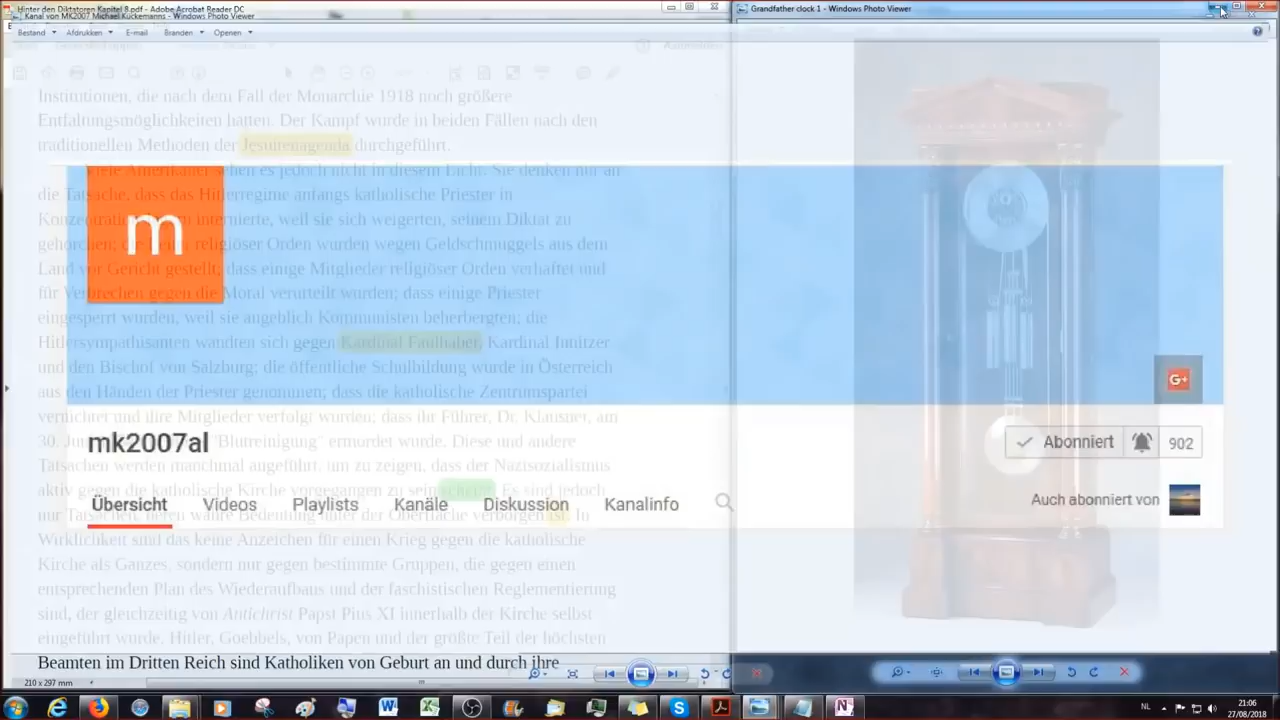 Hinter den Diktatoren Kapitel 8.pdf - Adobe Acrobat Reader DC
Kanal von MK2007 Michael Kückemanns - Windows Photo Viewer
Grandfather clock 1 - Windows Photo Viewer
Bestand Afdrukken E-mail Branden Openen
Institutionen, die nach dem Fall der Monarchie 1918 noch größere
Entfaltungsmöglichkeiten hatten. Der Kampf wurde in beiden Fällen nach den
traditionellen Methoden der Jesuitenagenda durchgeführt.
Viele Amerikaner sehen es jedoch nicht in diesem Licht. Sie denken nur an
die Tatsache, dass das Hitlerregime anfangs katholische Priester in
internierte, weil sie sich weigerten, seinem Diktat zu
gehorchen; die religiöser Orden wurden wegen Geldschmuggels aus dem
Land vor Gericht gestellt, dass einige Mitglieder religiöser Orden verhaftet und
für Verbrechen gegen die Moral verurteilt wurden; dass einige Priester
eingesperrt wurden, weil sie angeblich Kommunisten beherbergten; die
Hitlersympathisanten wandten sich gegen Kardinal Faulhaber, Kardinal Innitzer
und den Bischof von Salzburg; die öffentliche Schulbildung wurde in Österreich
aus den Händen der Priester genommen; dass die katholische Zentrumspartei
vernichtet und ihre Mitglieder verfolgt wurden; dass ihr Führer, Dr. Klausner, am
30. "Blutreinigung" ermordet wurde. Diese und andere
Tatsachen werden manchmal angeführt, um zu zeigen, dass der Nazisozialismus
aktiv gegen die katholische Kirche vorgegangen zu sein scheint. Es sind jedoch
nur Tatsachen, deren wahre Bedeutung unter der Oberfläche verborgen ist. In
Wirklichkeit sind das keine Anzeichen für einen Krieg gegen die katholische
Kirche als Ganzes, sondern nur gegen bestimmte Gruppen, die gegen einen
entsprechenden Plan des Wiederaufbaus und der faschistischen Reglementierung
sind, der gleichzeitig von Antichrist Papst Pius XI innerhalb der Kirche selbst
eingeführt wurde. Hitler, Goebbels, von Papen und der größte Teil der höchsten
Beamten im Dritten Reich sind Katholiken von Geburt an und durch ihre
m
G+
mk2007al
Abonniert 902
Übersicht Videos Playlists Kanäle Diskussion Kanalinfo
Auch abonniert von
210 x 297 mm
NL
21:06
27/08/2018